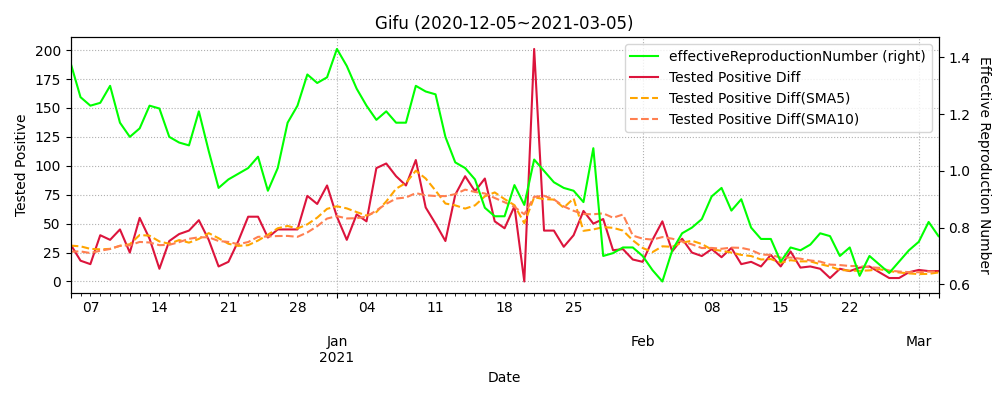 Gifu (2020-12-05~2021-03-05)
effectiveReproductionNumber (right)
Tested Positive Diff
Tested Positive Diff(SMA5)
Tested Positive Diff(SMA10)
Tested Positive
200
175
150
125
100
75
50
25
0
1.4
1.2
1.0
0.8
0.6
Effective Reproduction Number
07 14 21 28 04 11 18 25 08 15 22
Jan Feb Mar
2021
Date